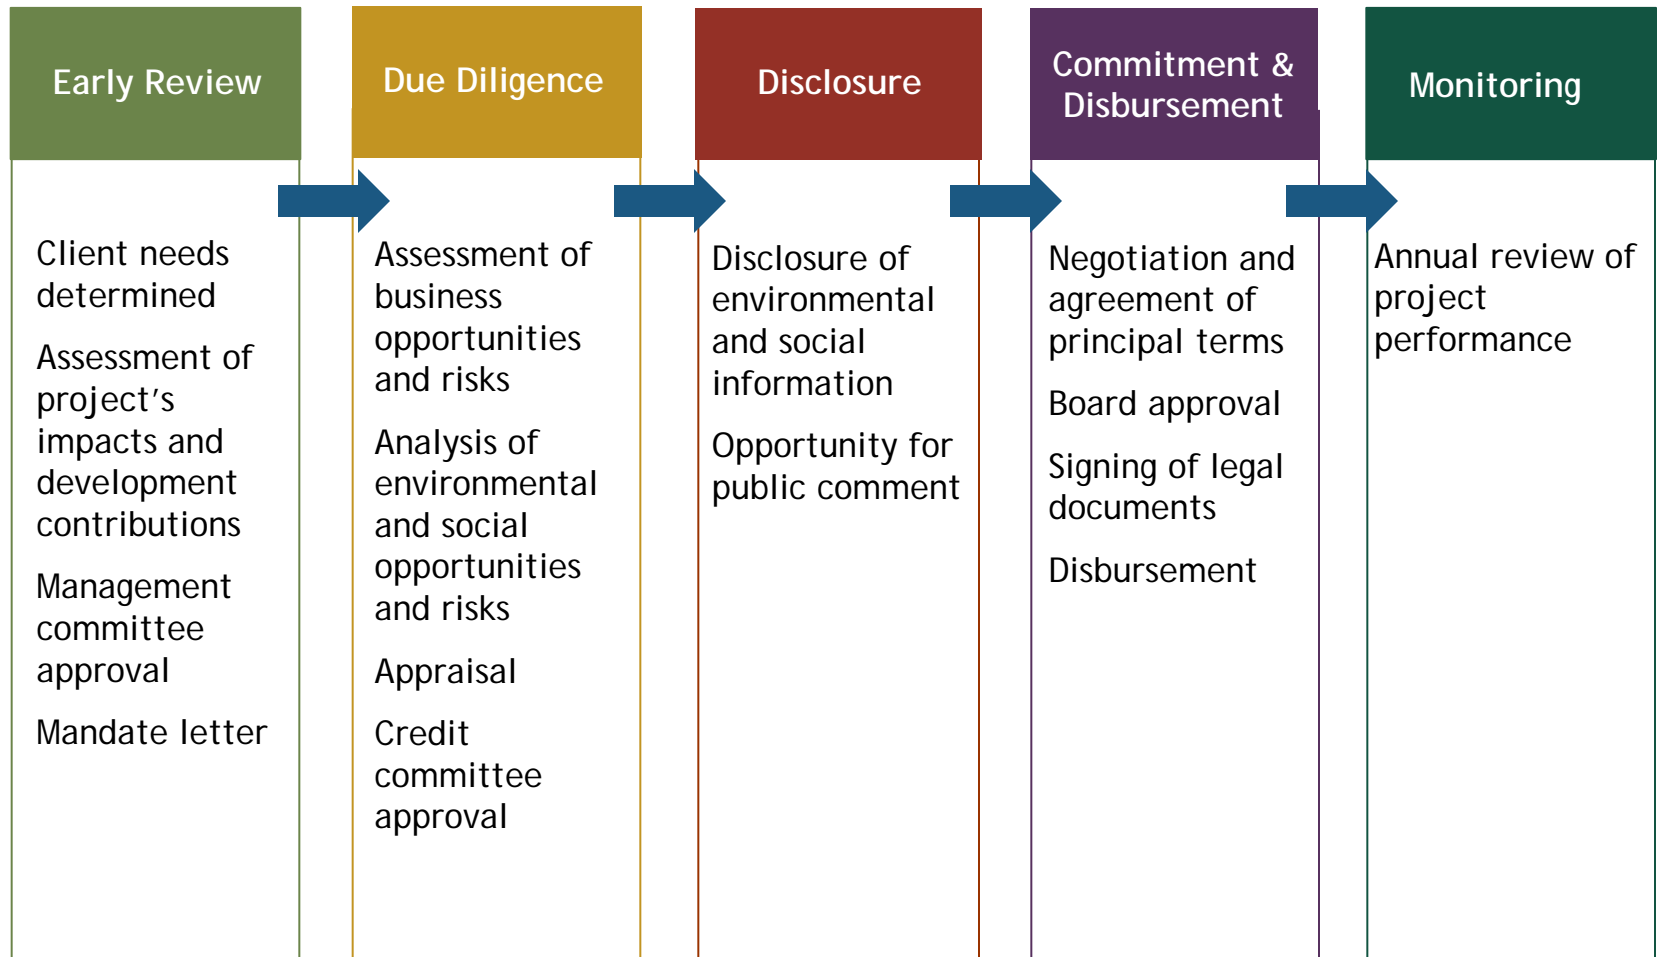 Early Review
Client needs
determined
Assessment of
project's
impacts and
development
contributions
Management
committee
approval
Mandate letter
Due Diligence
Assessment of
business
opportunities
and risks
Analysis of
environmental
and social
opportunities
and risks
Appraisal
Credit
committee
approval
Disclosure
Disclosure of
environmental
and social
information
Opportunity for
public comment
Commitment &
Disbursement
Negotiation and
agreement of
principal terms
Board approval
Signing of legal
documents
Disbursement
Monitoring
Annual review of
project
performance